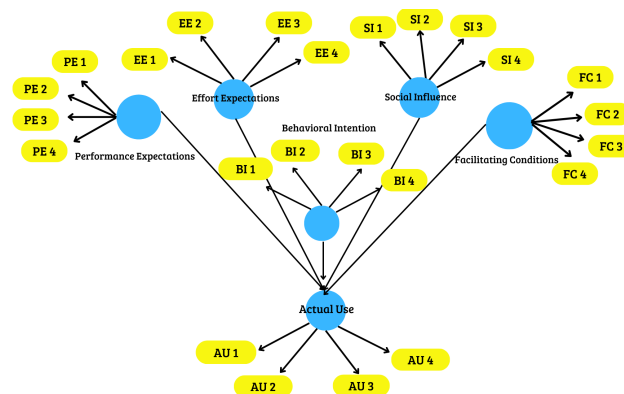 EE 2
EE 3
SI 1
SI 2
SI 3
PE 1
EE 1
EE 4
SI 4
FC 1
PE 2
Effort Expectations
Social Influence
PE 3
FC 2
PE 4
Behavioral Intention
FC 3
Performance Expectations
BI 2
BI 3
Facilitating Conditions
BI 1
BI 4
FC 4
Actual Use
AU 1
AU 4
AU 2
AU 3